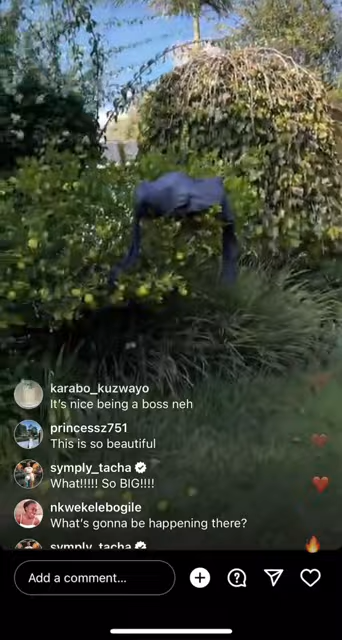 karabo_kuzwayo
It's nice being a boss neh
princessz751
This is so beautiful
symply_tacha
What!!!!! So BIG!!!!
nkwekelebogile
What's gonna be happening there?
symply_tacha
Add a comment...